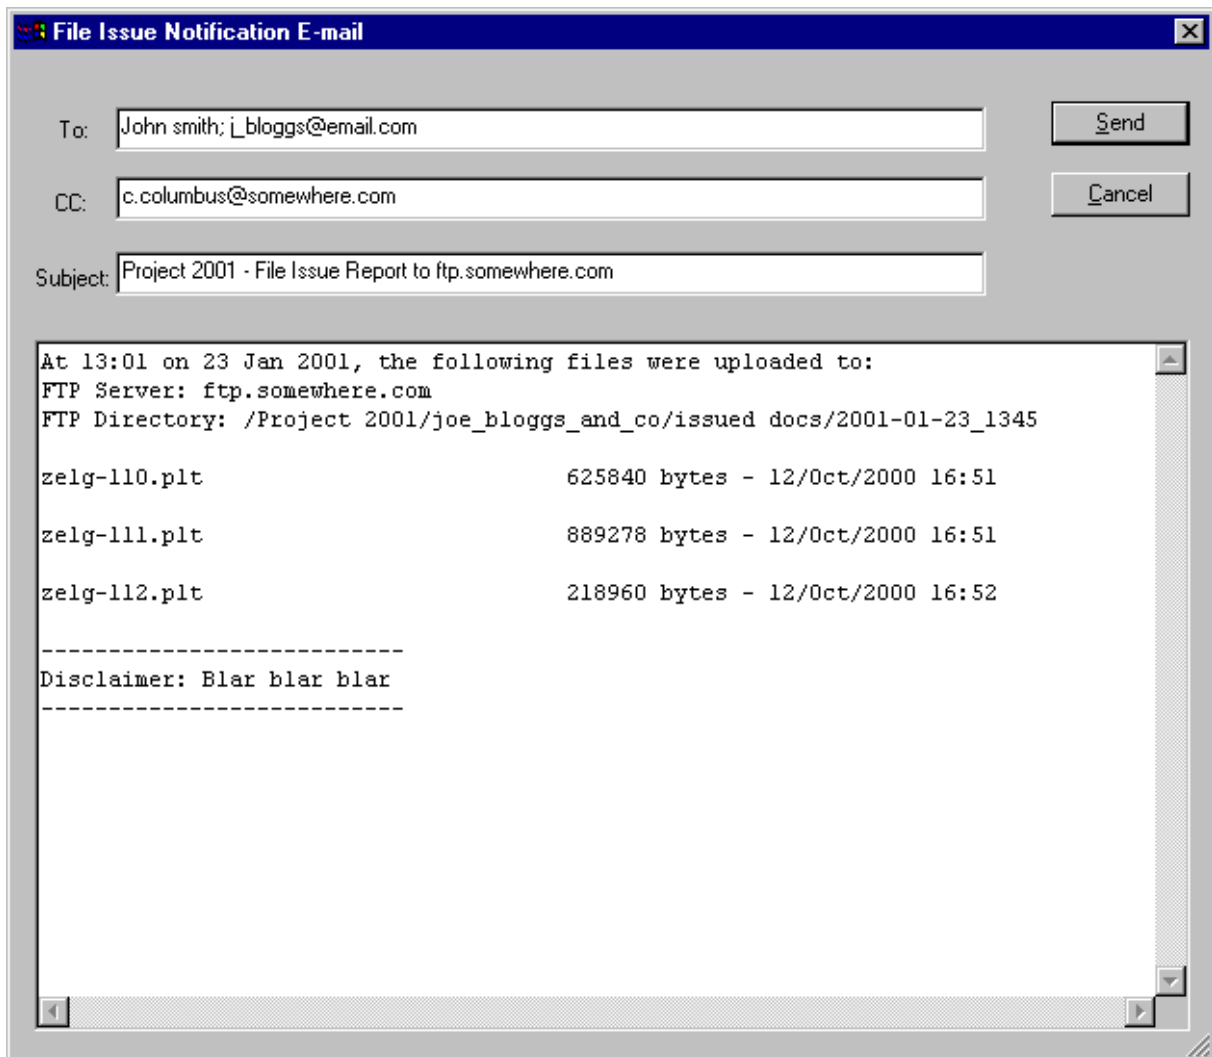 File Issue Notification E-mail
To: John smith; j_bloggs@email.com
Send
CC: c.columbus@somewhere.com
Cancel
Subject: Project 2001 - File Issue Report to ftp.somewhere.com
At 13:01 on 23 Jan 2001, the following files were uploaded to:
FTP Server: ftp.somewhere.com
FTP Directory: /Project 2001/joe_bloggs_and_co/issued docs/2001-01-23_1345
zelg-110.plt 625840 bytes - 12/Oct/2000 16:51
zelg-111.plt 889278 bytes - 12/Oct/2000 16:51
zelg-112.plt 218960 bytes - 12/Oct/2000 16:52
---------------------------
Disclaimer: Blar blar blar
---------------------------